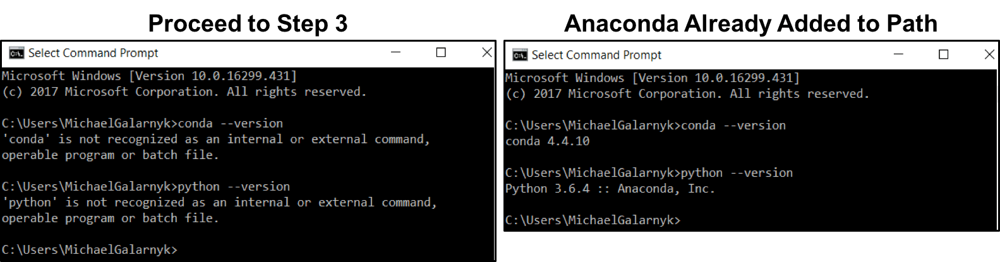 Proceed to Step 3
Select Command Prompt
Microsoft Windows [Version 10.0.16299.431]
(c) 2017 Microsoft Corporation. All rights reserved.
C:\Users\MichaelGalarnyk>conda --version
'conda' is not recognized as an internal or external command,
operable program or batch file.
C:\Users\MichaelGalarnyk>python --version
'python' is not recognized as an internal or external command,
operable program or batch file.
C:\Users\MichaelGalarnyk>
Anaconda Already Added to Path
Select Command Prompt
Microsoft Windows [Version 10.0.16299.431]
(c) 2017 Microsoft Corporation. All rights reserved.
C:\Users\MichaelGalarnyk>conda --version
conda 4.4.10
C:\Users\MichaelGalarnyk>python --version
Python 3.6.4 :: Anaconda, Inc.
C:\Users\MichaelGalarnyk>